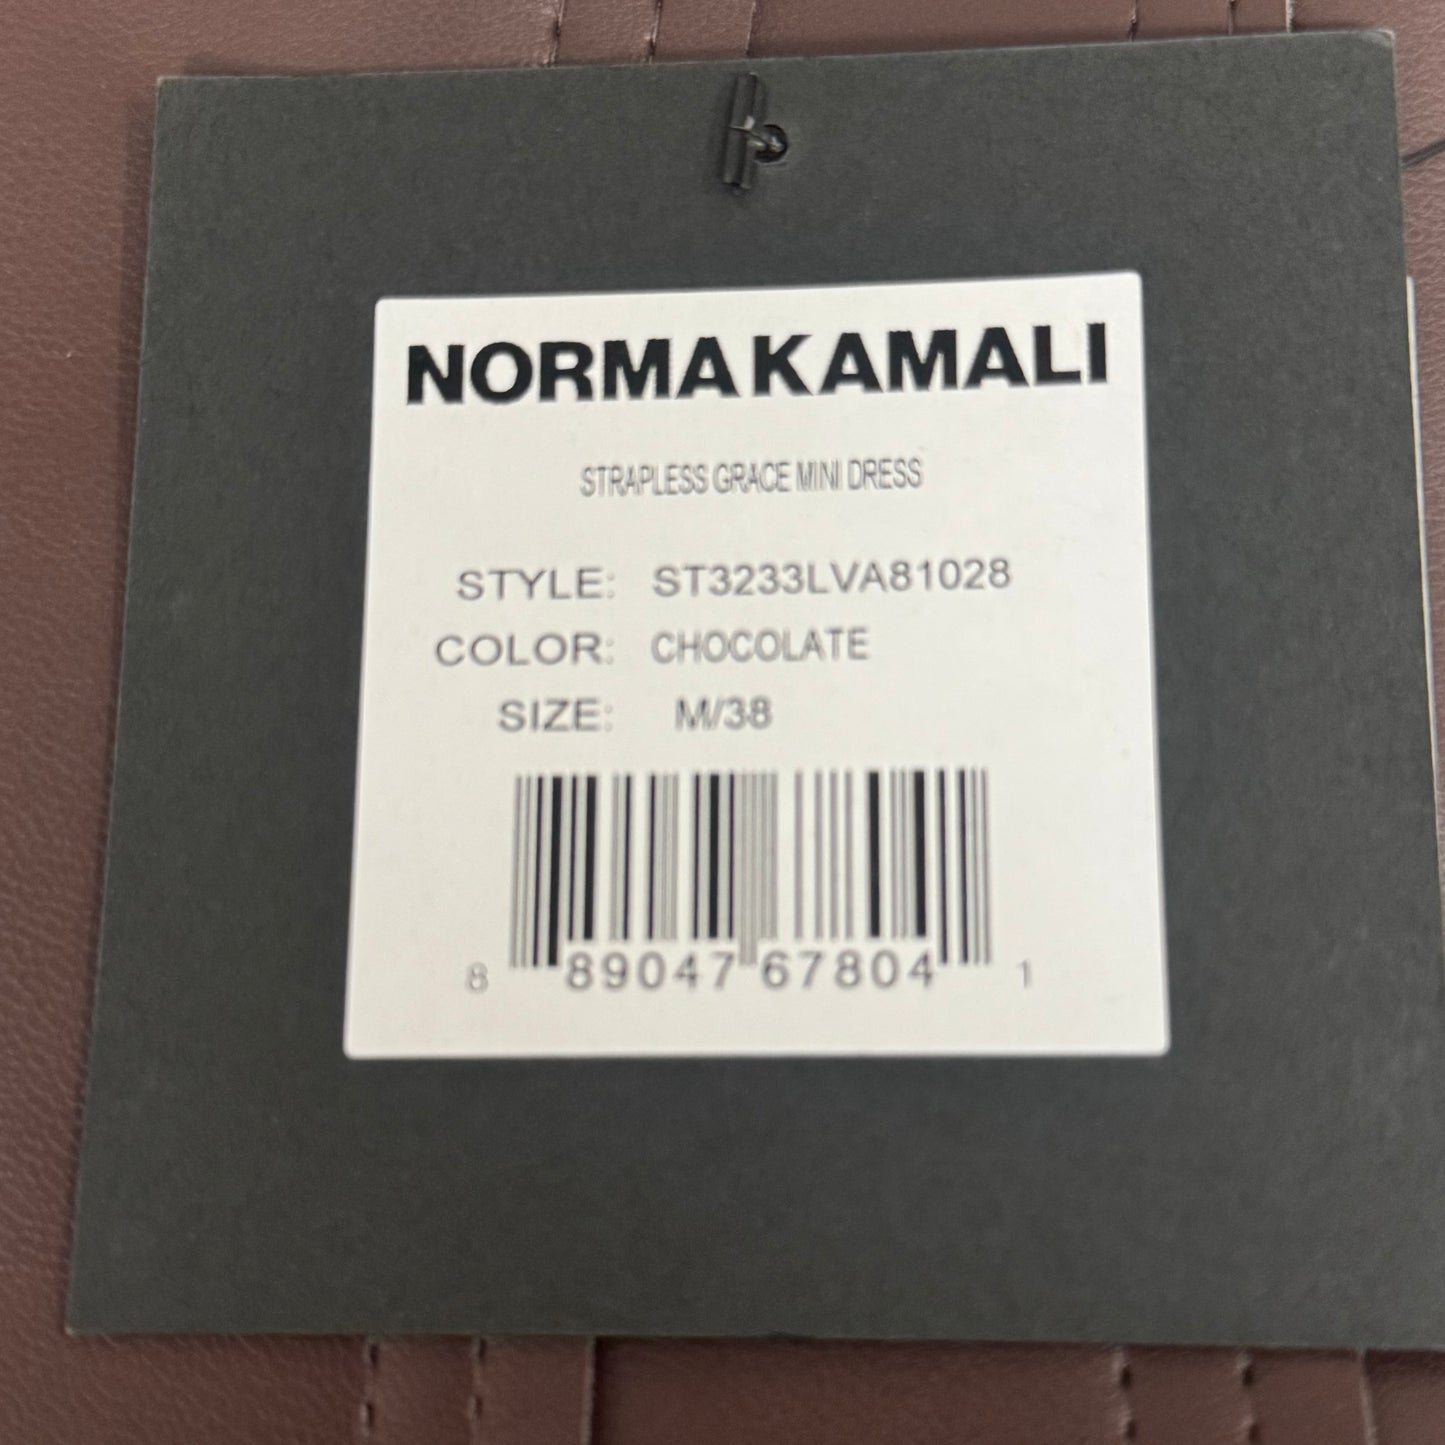 NORMA KAMALI
STRAPLESS GRACE MINI DRESS
STYLE: ST3233LVA81028
COLOR: CHOCOLATE
SIZE: M/38
8 89047 67804 1